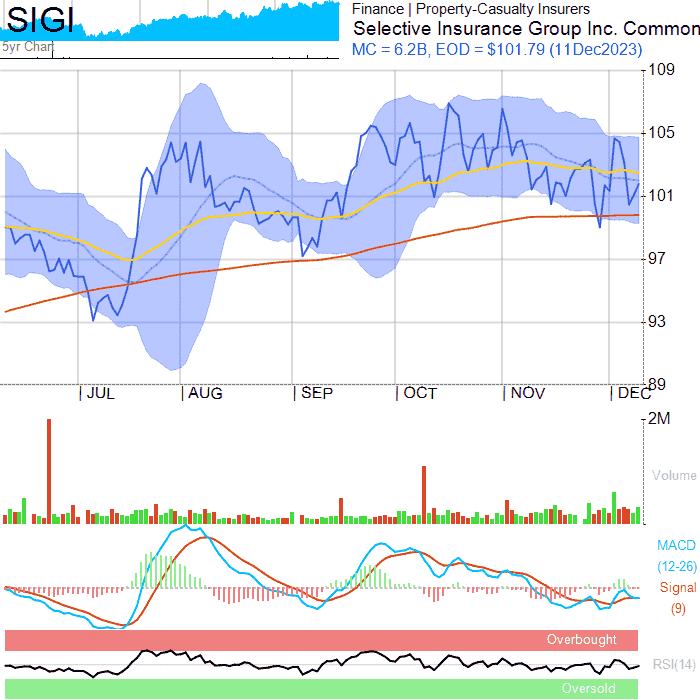 SIGI
5yr Chart
Finance | Property-Casualty Insurers
Selective Insurance Group Inc. Common
MC = 6.2B, EOD = $101.79 (11Dec2023)
109
105
101
97
93
89
JUL AUG SEP OCT NOV DEC
2M
Volume
MACD
(12-26)
Signal
(9)
Overbought
RSI(14)
Oversold